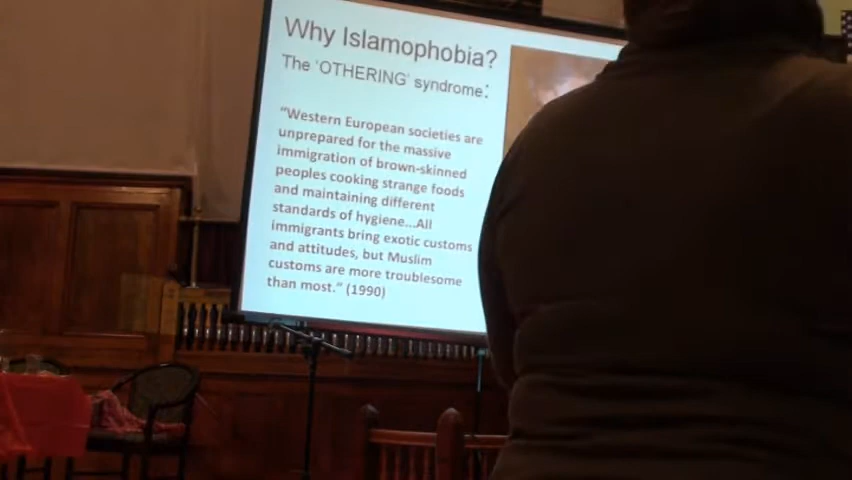 Why Islamophobia?
The 'OTHERING' syndrome:
"Western European societies are
unprepared for the massive
immigration of brown-skinned
peoples cooking strange foods
and maintaining different
standards of hygiene...All
immigrants bring exotic customs
and attitudes, but Muslim
customs are more troublesome
than most." (1990)